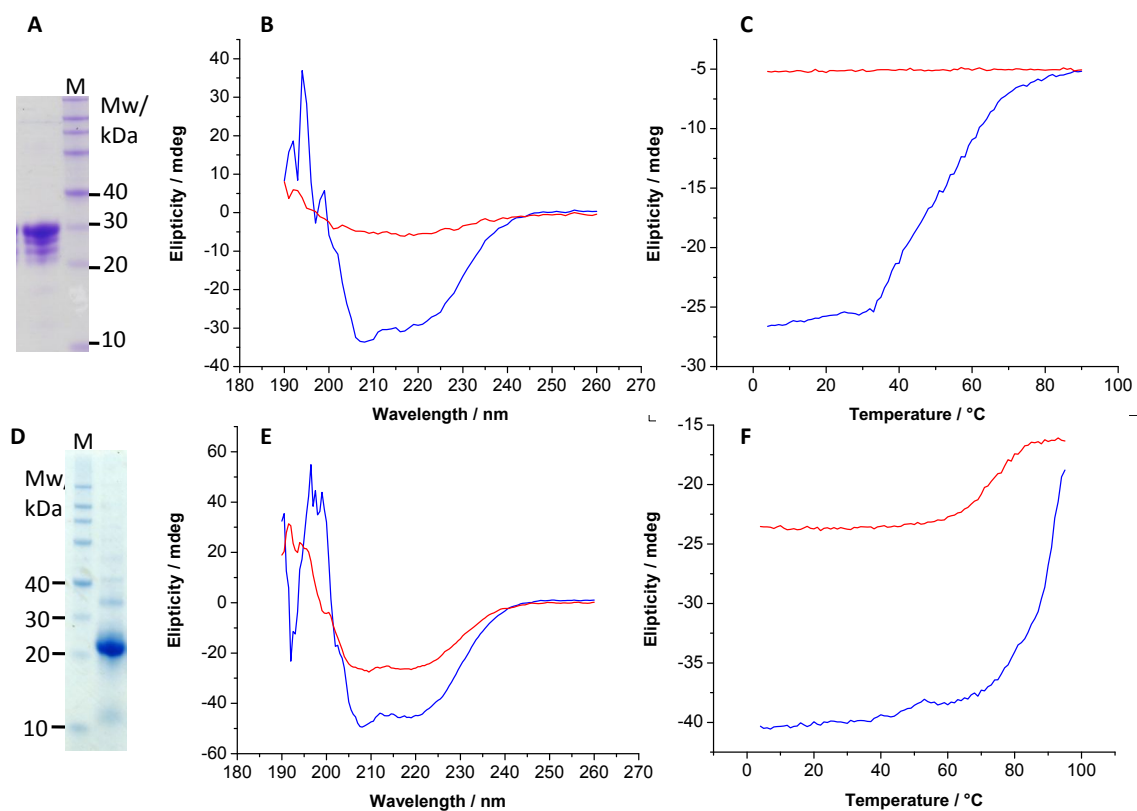 A
M
Mw/
kDa
40
30
20
10
B
Elipticity / mdeg
40
30
20
10
0
-10
-20
-30
-40
180 190 200 210 220 230 240 250 260 270
Wavelength / nm
C
Elipticity / mdeg
-5
-10
-15
-20
-25
-30
0 20 40 60 80 100
Temperature / °C
D
M
Mw/
kDa
40
30
20
10
E
Elipticity / mdeg
60
40
20
0
-20
-40
-60
180 190 200 210 220 230 240 250 260 270
Wavelength / nm
F
Elipticity / mdeg
-15
-20
-25
-30
-35
-40
0 20 40 60 80 100
Temperature / °C